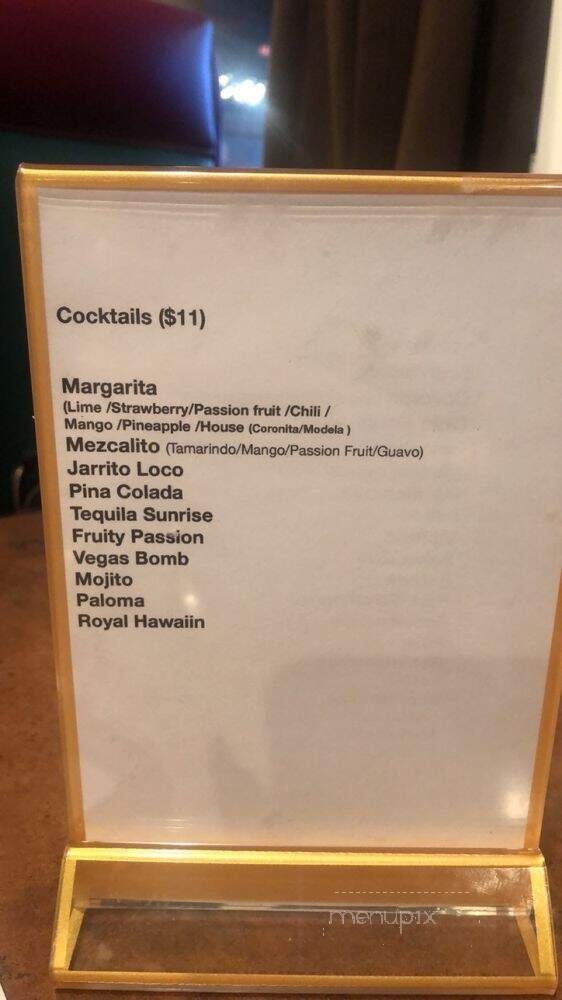 Cocktails ($11)
Margarita
(Lime /Strawberry/Passion fruit /Chili /
Mango /Pineapple /House (Coronita/Modela )
Mezcalito (Tamarindo/Mango/Passion Fruit/Guavo)
Jarrito Loco
Pina Colada
Tequila Sunrise
Fruity Passion
Vegas Bomb
Mojito
Paloma
Royal Hawaiin
menupix